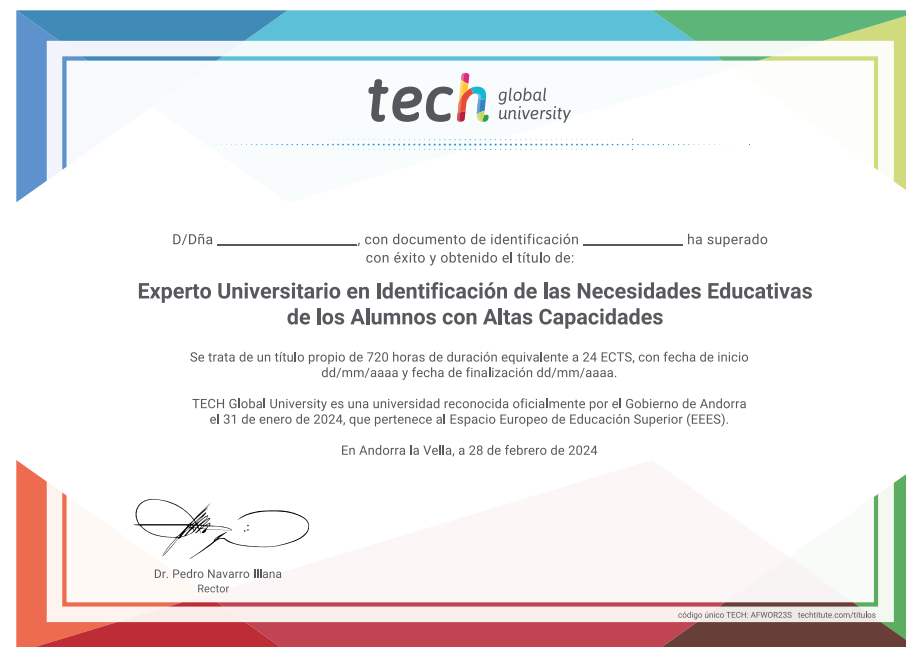 tech global university
D/Dña ____________________, con documento de identificación ______________ ha superado
con éxito y obtenido el título de:
Experto Universitario en Identificación de las Necesidades Educativas
de los Alumnos con Altas Capacidades
Se trata de un título propio de 720 horas de duración equivalente a 24 ECTS, con fecha de inicio
dd/mm/aaaa y fecha de finalización dd/mm/aaaa.
TECH Global University es una universidad reconocida oficialmente por el Gobierno de Andorra
el 31 de enero de 2024, que pertenece al Espacio Europeo de Educación Superior (EEES).
En Andorra la Vella, a 28 de febrero de 2024
Dr. Pedro Navarro Illana
Rector
código único TECH: AFWOR23S techtitute.com/titulos